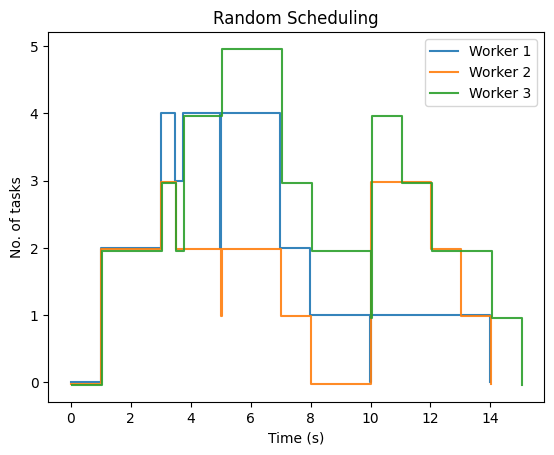 Random Scheduling
Worker 1
Worker 2
Worker 3
No. of tasks
5
4
3
2
1
0
0 2 4 6 8 10 12 14
Time (s)